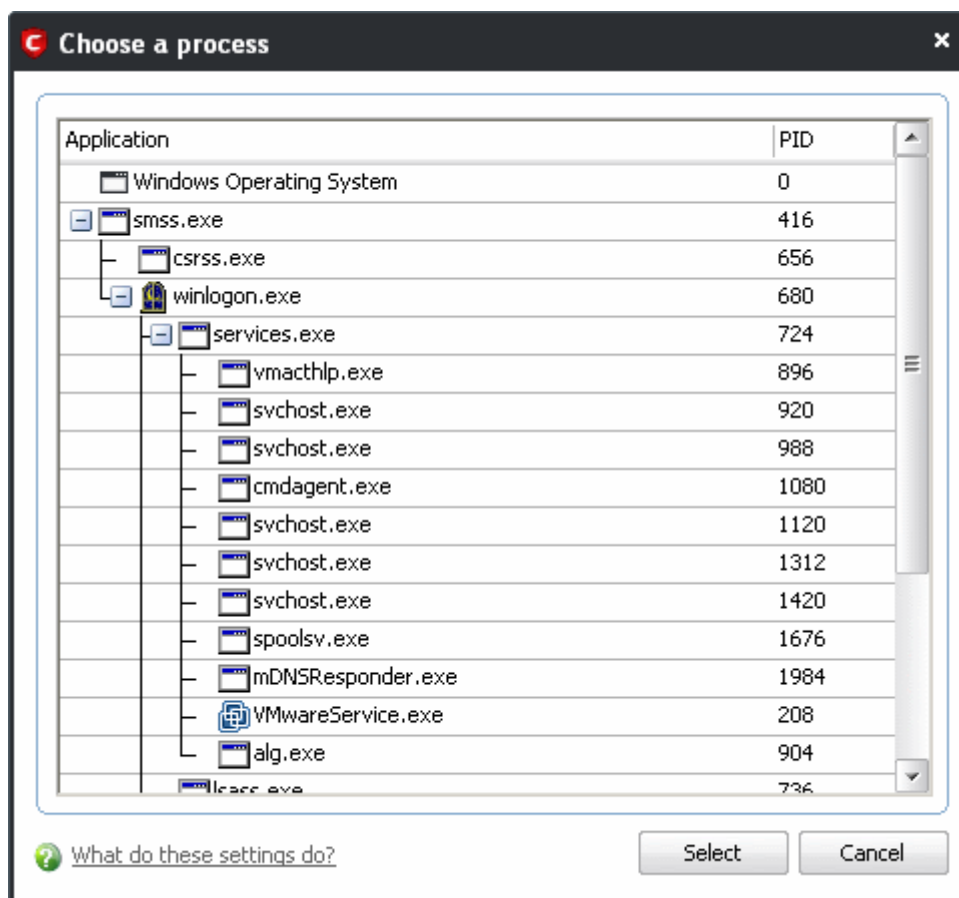 Choose a process
Application PID
Windows Operating System 0
smss.exe 416
csrss.exe 656
winlogon.exe 680
services.exe 724
vmacthlp.exe 896
svchost.exe 920
svchost.exe 988
cmdagent.exe 1080
svchost.exe 1120
svchost.exe 1312
svchost.exe 1420
spoolsv.exe 1676
mDNSResponder.exe 1984
VMwareService.exe 208
alg.exe 904
lsass.exe 736
What do these settings do? Select Cancel